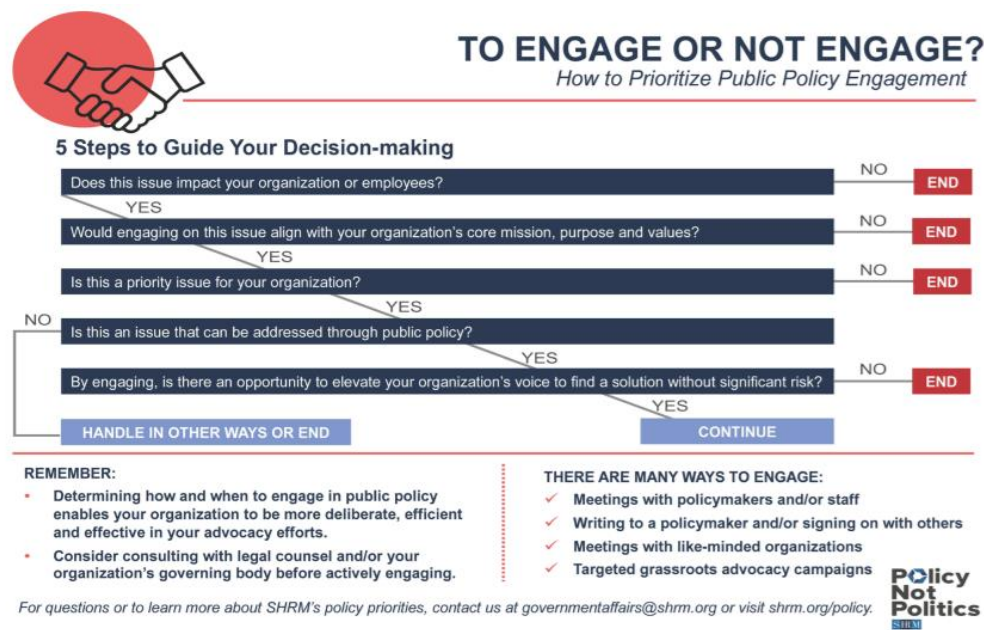 TO ENGAGE OR NOT ENGAGE?
How to Prioritize Public Policy Engagement
5 Steps to Guide Your Decision-making
Does this issue impact your organization or employees?
NO
END
YES
Would engaging on this issue align with your organization's core mission, purpose and values?
NO
END
YES
Is this a priority issue for your organization?
NO
END
YES
NO
Is this an issue that can be addressed through public policy?
YES
By engaging, is there an opportunity to elevate your organization's voice to find a solution without significant risk?
NO
END
YES
HANDLE IN OTHER WAYS OR END
CONTINUE
REMEMBER:
• Determining how and when to engage in public policy
enables your organization to be more deliberate, efficient
and effective in your advocacy efforts.
• Consider consulting with legal counsel and/or your
organization's governing body before actively engaging.
THERE ARE MANY WAYS TO ENGAGE:
✓ Meetings with policymakers and/or staff
✓ Writing to a policymaker and/or signing on with others
✓ Meetings with like-minded organizations
✓ Targeted grassroots advocacy campaigns
For questions or to learn more about SHRM's policy priorities, contact us at governmentaffairs@shrm.org or visit shrm.org/policy.
Policy
Not
Politics
SHRM